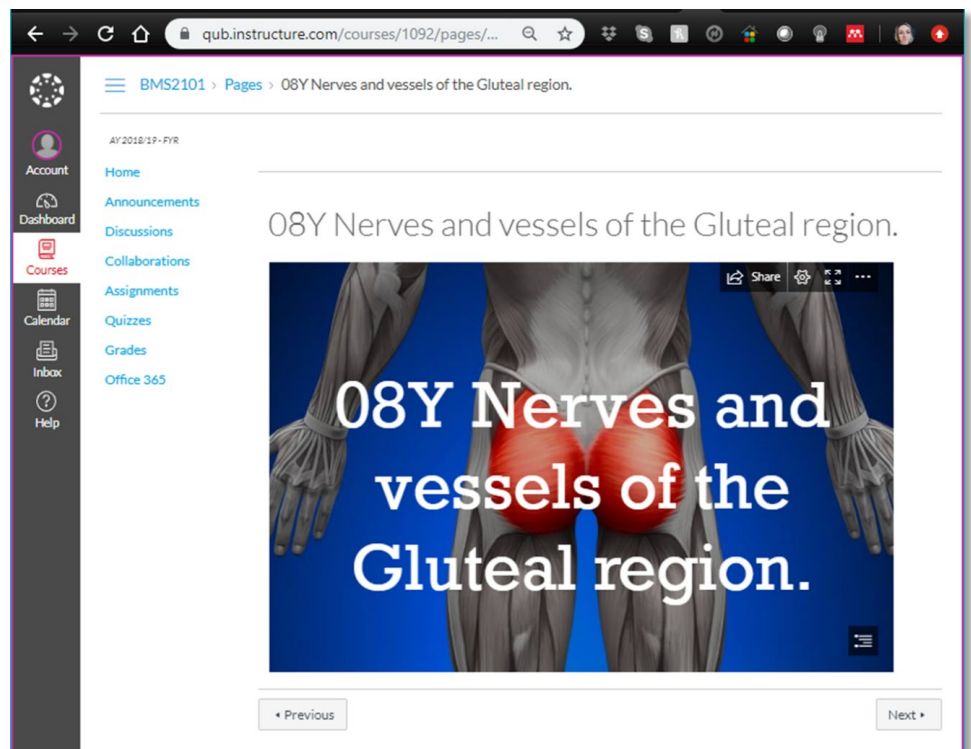 qub.instructure.com/courses/1092/pages/...
BMS2101 › Pages › 08Y Nerves and vessels of the Gluteal region.
AY 2018/19 - FYR
Account
Dashboard
Courses
Calendar
Inbox
Help
Home
Announcements
Discussions
Collaborations
Assignments
Quizzes
Grades
Office 365
08Y Nerves and vessels of the Gluteal region.
Share
08Y Nerves and
vessels of the
Gluteal region.
Previous
Next